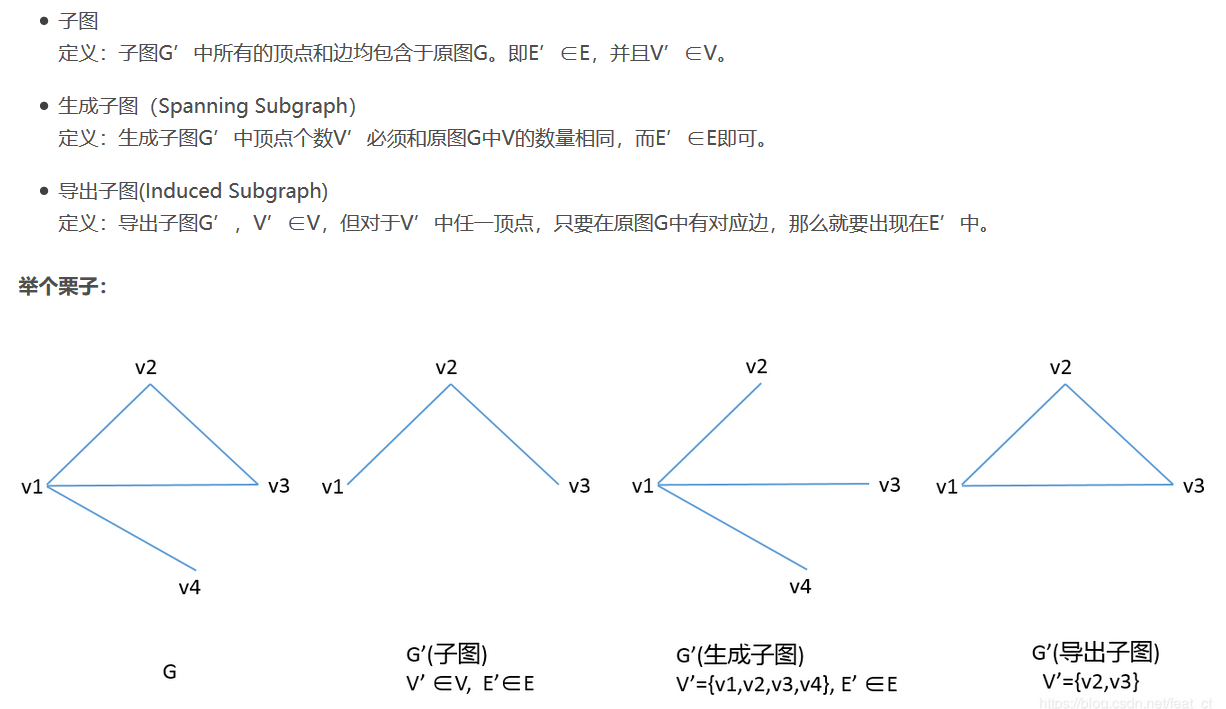 子图
定义：子图G′中所有的顶点和边均包含于原图G。即E′∈E，并且V′∈V。
生成子图（Spanning Subgraph）
定义：生成子图G′中顶点个数V′必须和原图G中V的数量相同，而E′∈E即可。
导出子图(Induced Subgraph)
定义：导出子图G′，V′∈V，但对于V′中任一顶点，只要在原图G中有对应边，那么就要出现在E′中。
举个栗子：
v2
v1
v3
v4
G
v2
v1
v3
G’(子图)
V’ ∈V, E’∈E
v2
v1
v3
v4
G’(生成子图)
V’={v1,v2,v3,v4}, E’ ∈E
v2
v1
v3
G’(导出子图)
V’={v2,v3}
https://blog.csdn.net/feat_ct